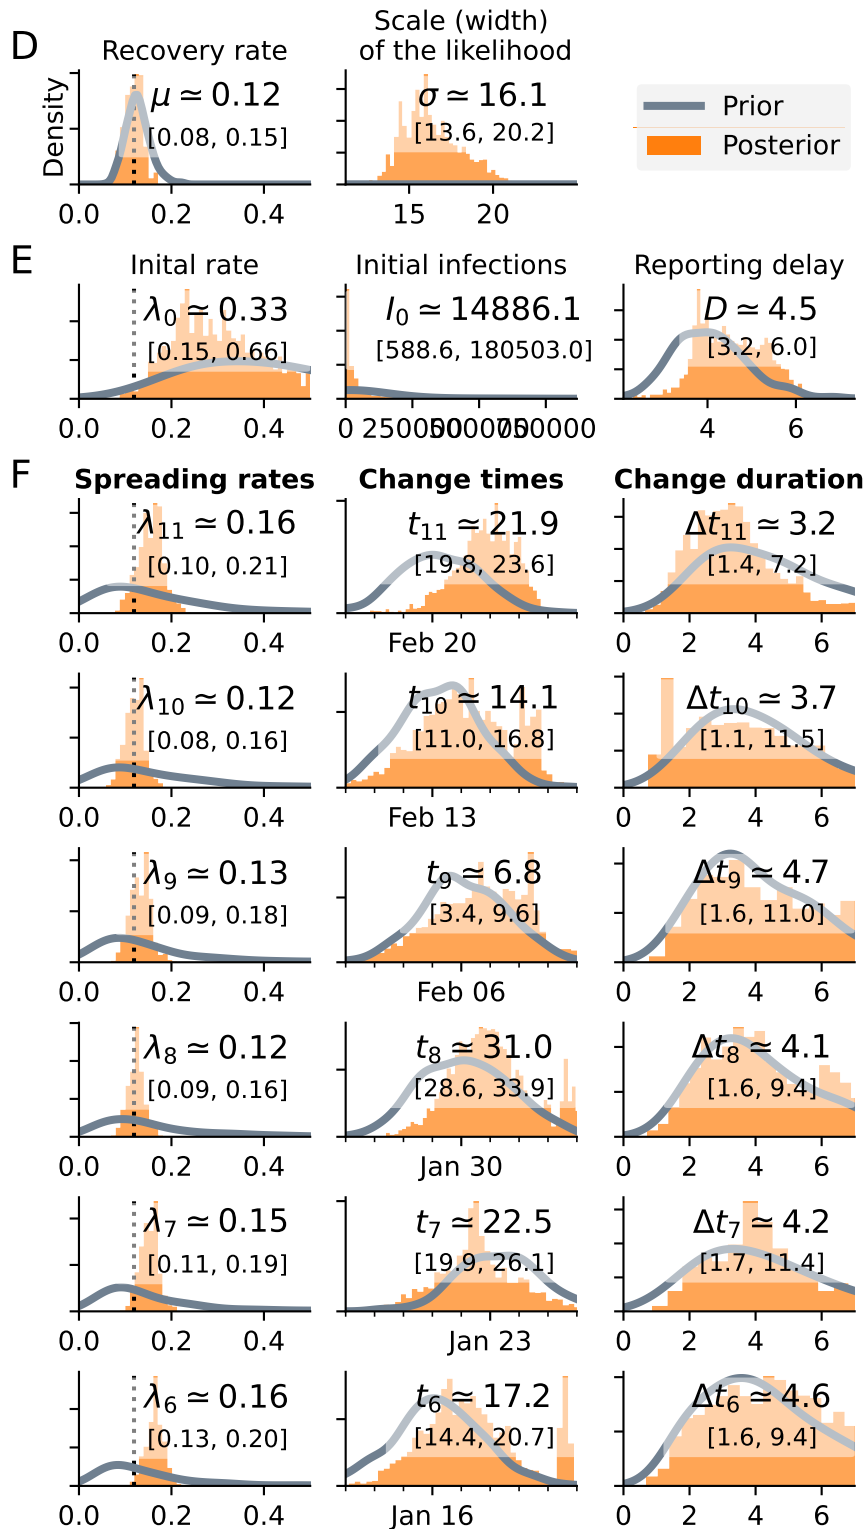 D
Recovery rate
Scale (width)
of the likelihood
Density
μ ≃ 0.12
[0.08, 0.15]
σ ≃ 16.1
[13.6, 20.2]
Prior
Posterior
0.0 0.2 0.4
15 20
E
Inital rate
Initial infections
Reporting delay
λ0 ≃ 0.33
[0.15, 0.66]
I0 ≃ 14886.1
[588.6, 180503.0]
D ≃ 4.5
[3.2, 6.0]
0.0 0.2 0.4
0 250000 500000 750000
4 6
F
Spreading rates
Change times
Change duration
λ11 ≃ 0.16
[0.10, 0.21]
t11 ≃ 21.9
[19.8, 23.6]
Δt11 ≃ 3.2
[1.4, 7.2]
0.0 0.2 0.4
Feb 20
0 2 4 6
λ10 ≃ 0.12
[0.08, 0.16]
t10 ≃ 14.1
[11.0, 16.8]
Δt10 ≃ 3.7
[1.1, 11.5]
0.0 0.2 0.4
Feb 13
0 2 4 6
λ9 ≃ 0.13
[0.09, 0.18]
t9 ≃ 6.8
[3.4, 9.6]
Δt9 ≃ 4.7
[1.6, 11.0]
0.0 0.2 0.4
Feb 06
0 2 4 6
λ8 ≃ 0.12
[0.09, 0.16]
t8 ≃ 31.0
[28.6, 33.9]
Δt8 ≃ 4.1
[1.6, 9.4]
0.0 0.2 0.4
Jan 30
0 2 4 6
λ7 ≃ 0.15
[0.11, 0.19]
t7 ≃ 22.5
[19.9, 26.1]
Δt7 ≃ 4.2
[1.7, 11.4]
0.0 0.2 0.4
Jan 23
0 2 4 6
λ6 ≃ 0.16
[0.13, 0.20]
t6 ≃ 17.2
[14.4, 20.7]
Δt6 ≃ 4.6
[1.6, 9.4]
0.0 0.2 0.4
Jan 16
0 2 4 6